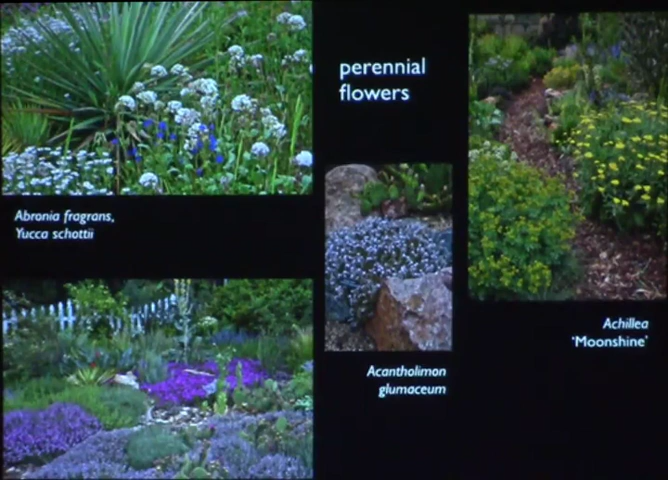 perennial
flowers
Abronia fragrans,
Yucca schottii
Acantholimon
glumaceum
Achillea
'Moonshine'